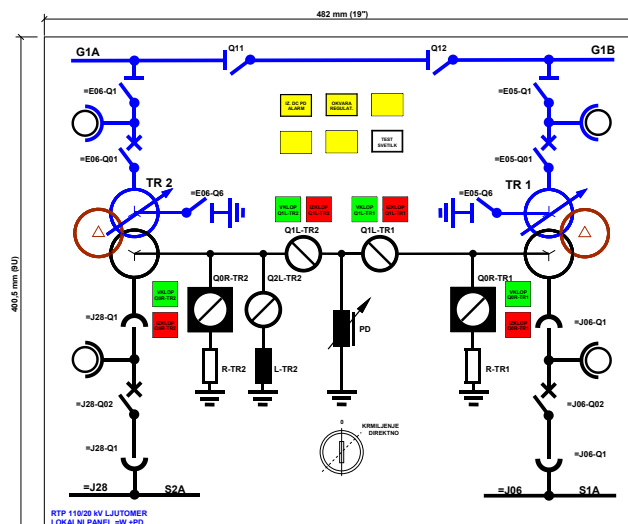 482 mm (19")
400,5 mm (9U)
G1A
Q11
Q12
G1B
=E06-Q1
=E05-Q1
IZ. DC PD
ALARM
OKVARA
REGULAT.
TEST
SVETILK
=E06-Q01
=E05-Q01
TR 2
TR 1
=E06-Q6
=E05-Q6
VKLOP
Q1L-TR2
IZKLOP
Q1L-TR2
VKLOP
Q1L-TR1
IZKLOP
Q1L-TR1
Q1L-TR2
Q1L-TR1
Q0R-TR2
Q2L-TR2
Q0R-TR1
VKLOP
Q0R-TR2
IZKLOP
Q0R-TR2
VKLOP
Q0R-TR1
IZKLOP
Q0R-TR1
=J28-Q1
=J06-Q1
PD
R-TR2
L-TR2
R-TR1
=J28-Q02
=J06-Q02
0
KRMILJENJE
DIREKTNO
=J28-Q1
=J06-Q1
=J28
S2A
=J06
S1A
RTP 110/20 kV LJUTOMER
LOKALNI PANEL =W +PD